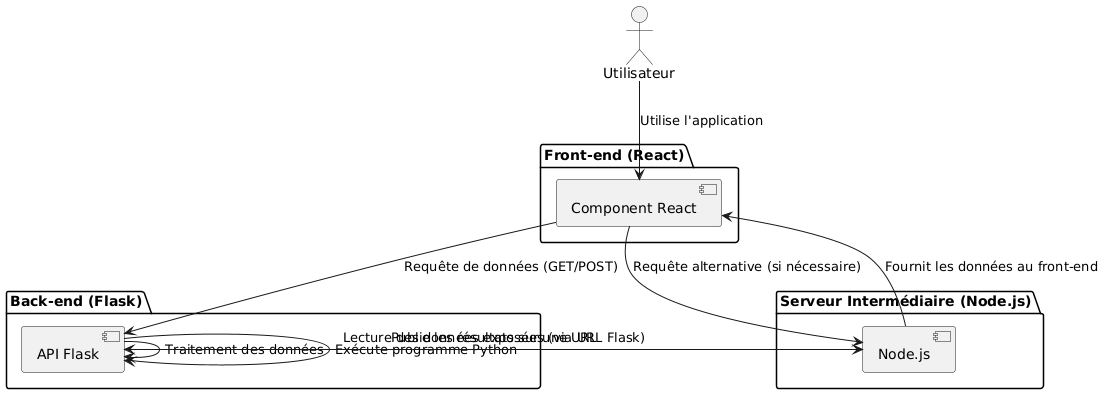 Utilisateur
Utilise l'application
Front-end (React)
Component React
Requête de données (GET/POST)
Requête alternative (si nécessaire)
Fournit les données au front-end
Back-end (Flask)
Serveur Intermédiaire (Node.js)
API Flask
Traitement des données
Exécute programme Python
Lecture des données exposées (via URL Flask)
Publie les résultats sur une URL
Node.js